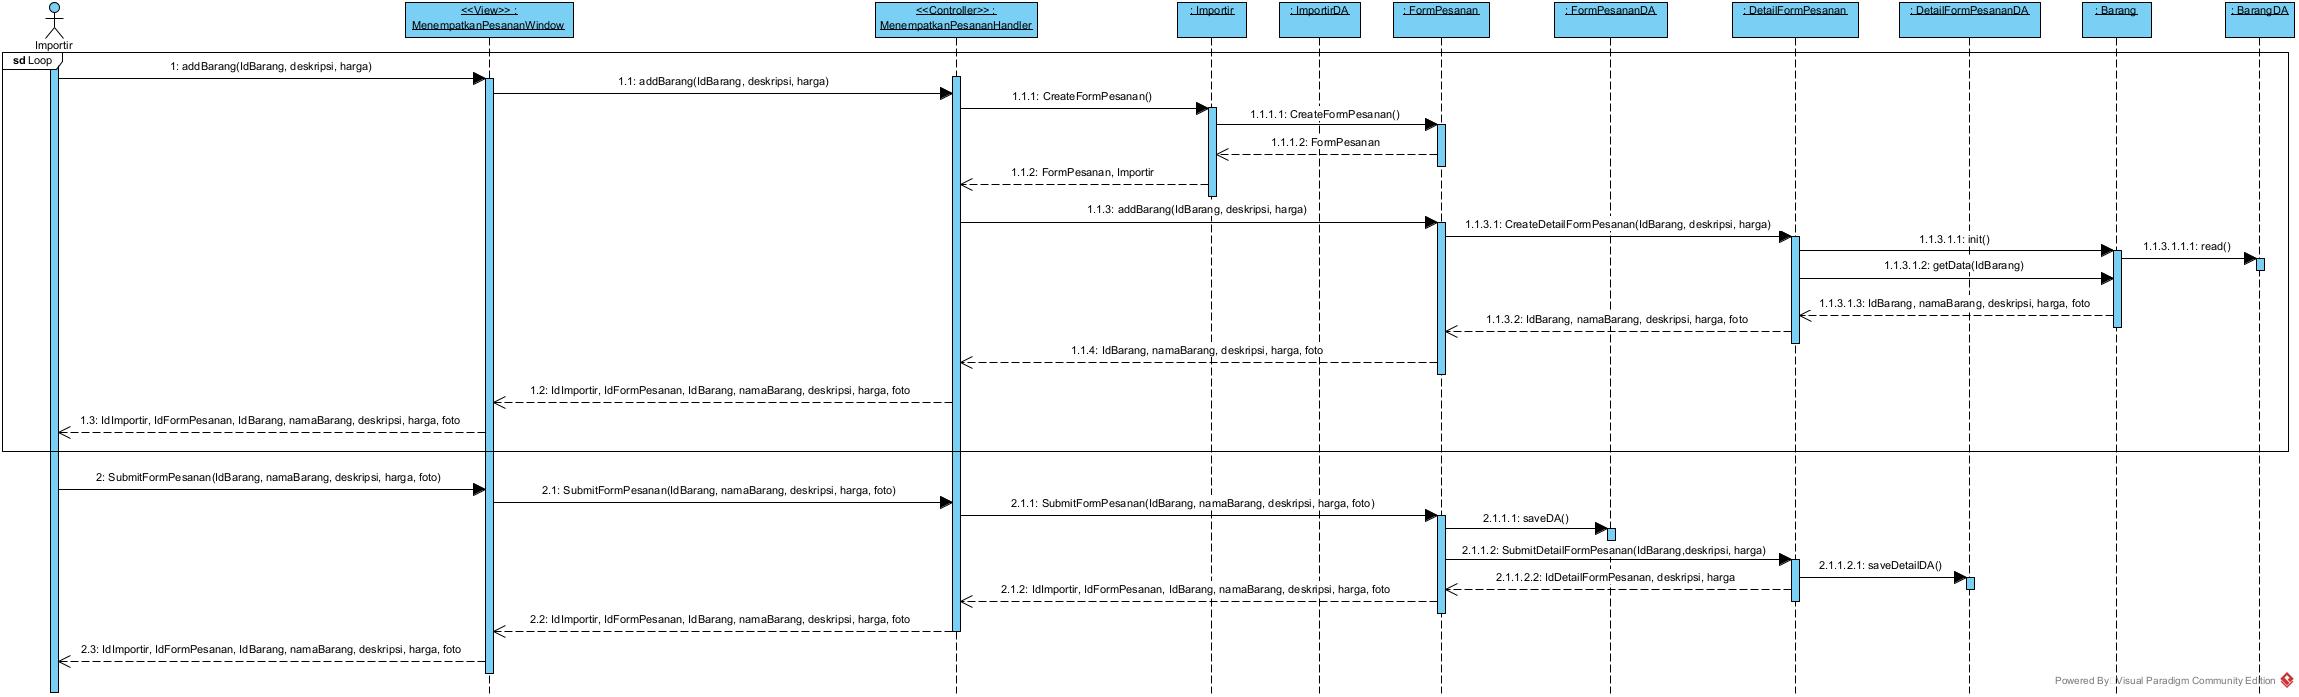 <<View>> :
MenempatkanPesananWindow
<<Controller>> :
MenempatkanPesananHandler
: Importir
: ImportirDA
: FormPesanan
: FormPesananDA
: DetailFormPesanan
: DetailFormPesananDA
: Barang
: BarangDA
Importir
sd Loop
1: addBarang(IdBarang, deskripsi, harga)
1.1: addBarang(IdBarang, deskripsi, harga)
1.1.1: CreateFormPesanan()
1.1.1.1: CreateFormPesanan()
1.1.1.2: FormPesanan
1.1.2: FormPesanan, Importir
1.1.3: addBarang(IdBarang, deskripsi, harga)
1.1.3.1: CreateDetailFormPesanan(IdBarang, deskripsi, harga)
1.1.3.1.1: init()
1.1.3.1.1.1: read()
1.1.3.1.2: getData(IdBarang)
1.1.3.1.3: IdBarang, namaBarang, deskripsi, harga, foto
1.1.3.2: IdBarang, namaBarang, deskripsi, harga, foto
1.1.4: IdBarang, namaBarang, deskripsi, harga, foto
1.2: IdImportir, IdFormPesanan, IdBarang, namaBarang, deskripsi, harga, foto
1.3: IdImportir, IdFormPesanan, IdBarang, namaBarang, deskripsi, harga, foto
2: SubmitFormPesanan(IdBarang, namaBarang, deskripsi, harga, foto)
2.1: SubmitFormPesanan(IdBarang, namaBarang, deskripsi, harga, foto)
2.1.1: SubmitFormPesanan(IdBarang, namaBarang, deskripsi, harga, foto)
2.1.1.1: saveDA()
2.1.1.2: SubmitDetailFormPesanan(IdBarang,deskripsi, harga)
2.1.1.2.1: saveDetailDA()
2.1.1.2.2: IdDetailFormPesanan, deskripsi, harga
2.1.2: IdImportir, IdFormPesanan, IdBarang, namaBarang, deskripsi, harga, foto
2.2: IdImportir, IdFormPesanan, IdBarang, namaBarang, deskripsi, harga, foto
2.3: IdImportir, IdFormPesanan, IdBarang, namaBarang, deskripsi, harga, foto
Powered By Visual Paradigm Community Edition